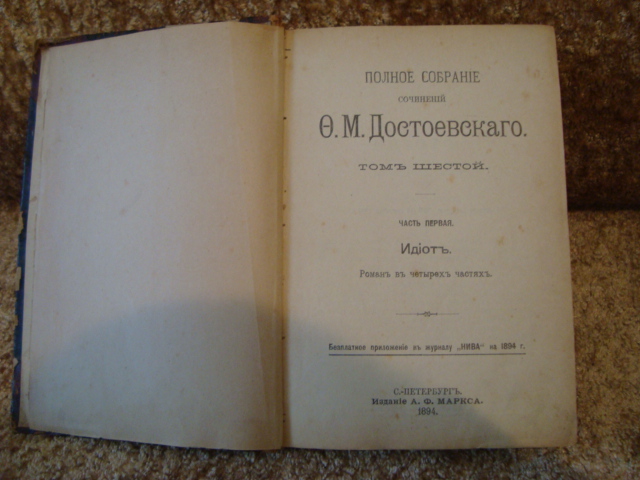 ПОЛНОЕ СОБРАНІЕ
СОЧИНЕНІЙ
Ѳ. М. Достоевскаго.
ТОМЪ ШЕСТОЙ.
ЧАСТЬ ПЕРВАЯ.
Идіотъ.
Романъ въ четырехъ частяхъ.
Безплатное приложеніе къ журналу „НИВА“ на 1894 г.
С.-ПЕТЕРБУРГЪ.
Изданіе А. Ф. МАРКСА.
1894.